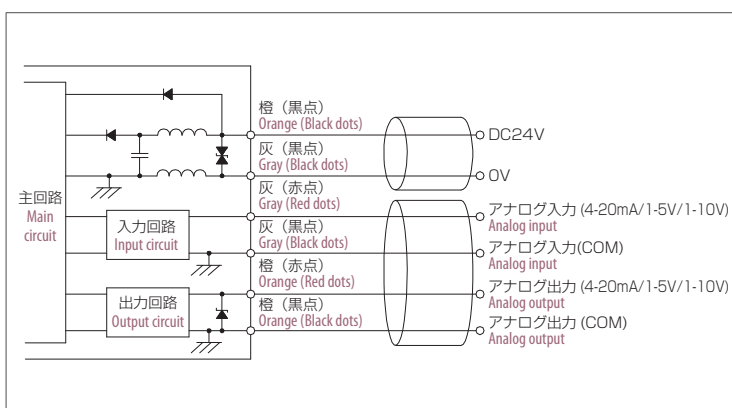 橙（黒点）
Orange (Black dots)
DC24V
灰（黒点）
Gray (Black dots)
0V
主回路
Main
circuit
灰（赤点）
Gray (Red dots)
アナログ入力 (4-20mA/1-5V/1-10V)
Analog input
入力回路
Input circuit
灰（黒点）
Gray (Black dots)
アナログ入力(COM)
Analog input
橙（赤点）
Orange (Red dots)
アナログ出力 (4-20mA/1-5V/1-10V)
Analog output
出力回路
Output circuit
橙（黒点）
Orange (Black dots)
アナログ出力 (COM)
Analog output